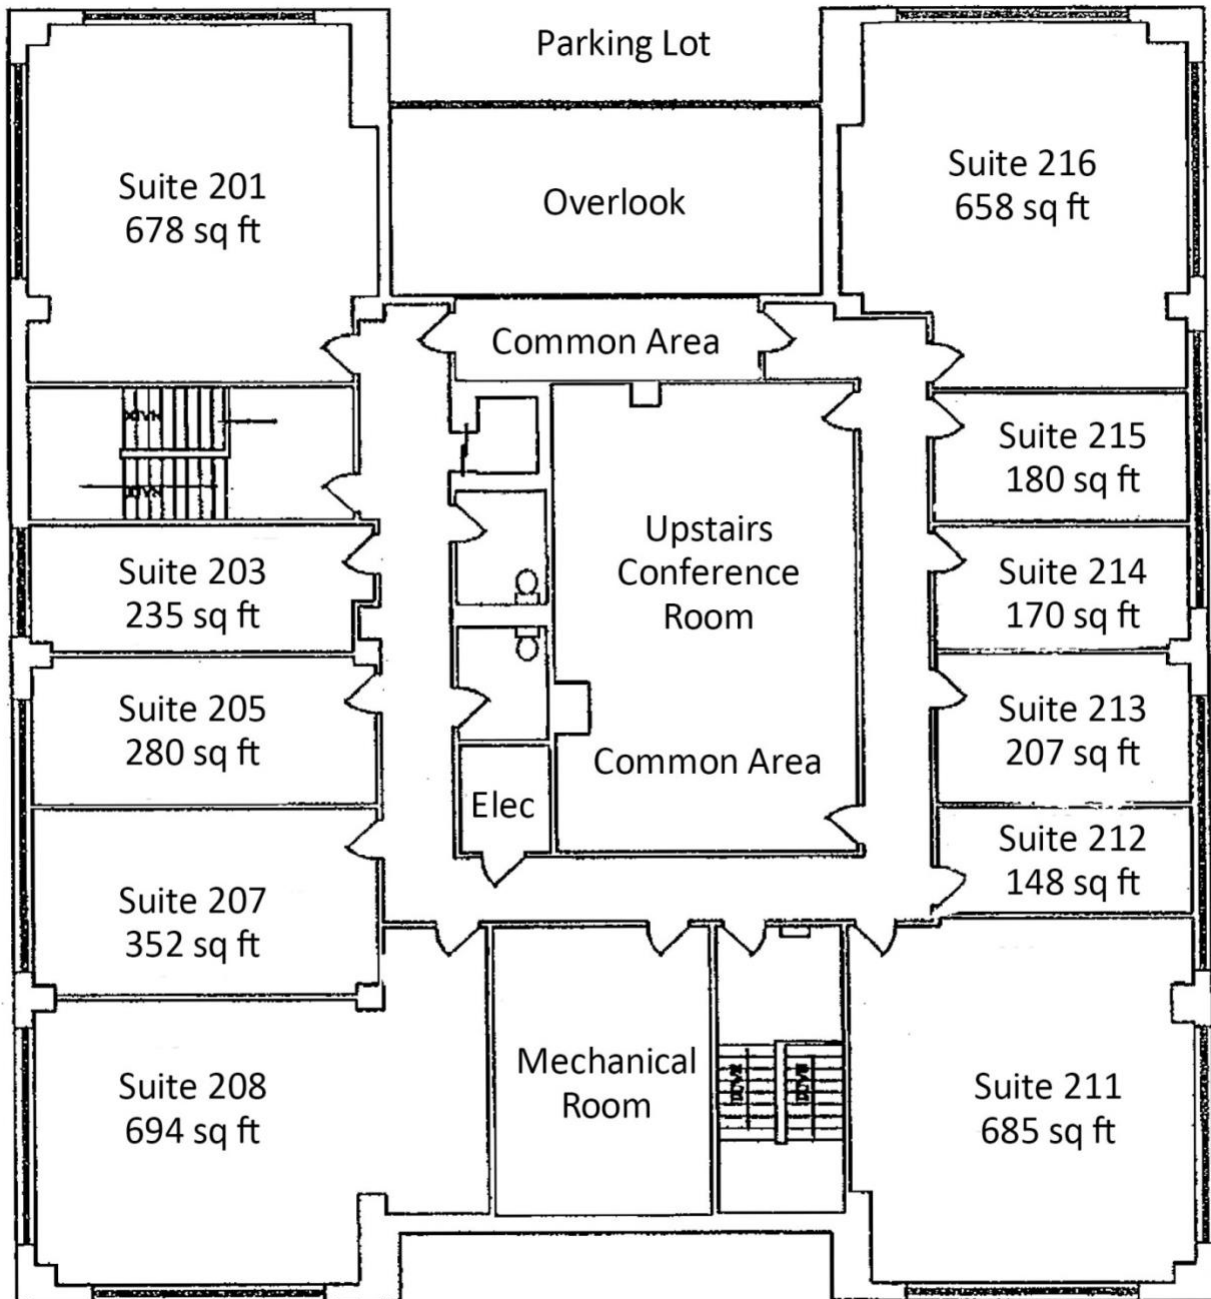 Parking Lot
Suite 201
678 sq ft
Overlook
Suite 216
658 sq ft
Common Area
Suite 215
180 sq ft
Upstairs
Conference
Room
Suite 203
235 sq ft
Suite 214
170 sq ft
Suite 205
280 sq ft
Suite 213
207 sq ft
Common Area
Elec
Suite 212
148 sq ft
Suite 207
352 sq ft
Mechanical
Room
Suite 208
694 sq ft
Suite 211
685 sq ft